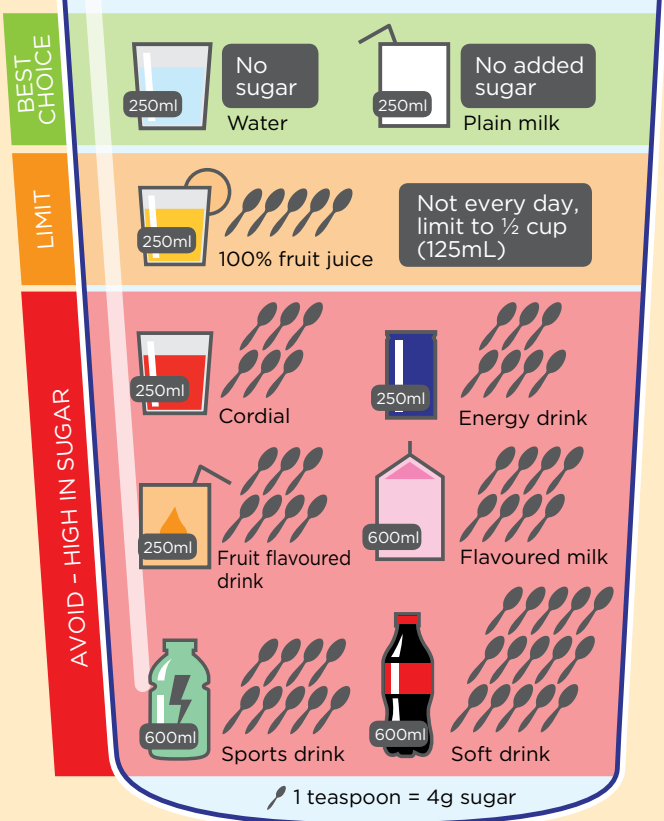 BEST
CHOICE
250ml
No
sugar
Water
250ml
No added
sugar
Plain milk
LIMIT
250ml
100% fruit juice
Not every day,
limit to ½ cup
(125mL)
AVOID – HIGH IN SUGAR
250ml
Cordial
250ml
Energy drink
250ml
Fruit flavoured
drink
600ml
Flavoured milk
600ml
Sports drink
600ml
Soft drink
1 teaspoon = 4g sugar